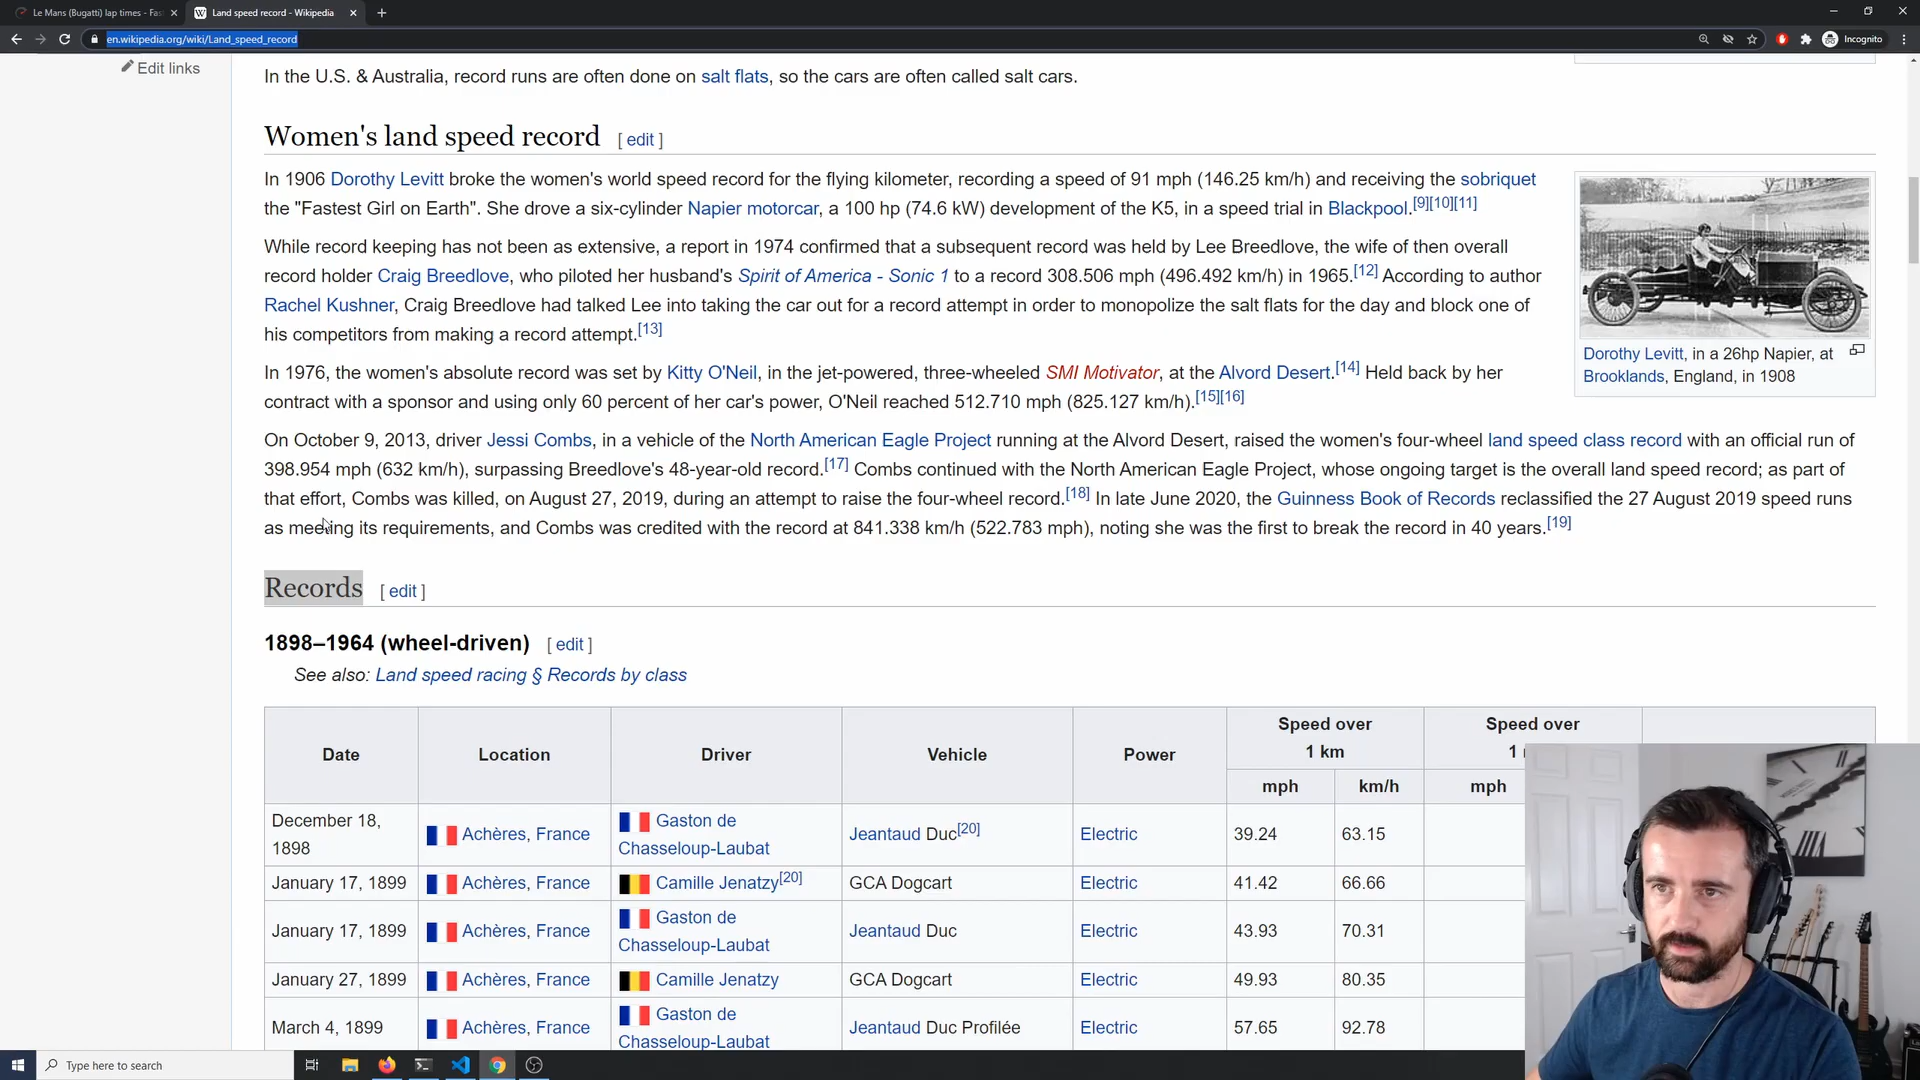 Le Mans (Bugatti) lap times - Fas
Land speed record - Wikipedia
en.wikipedia.org/wiki/Land_speed_record
Incognito
Edit links
In the U.S. & Australia, record runs are often done on salt flats, so the cars are often called salt cars.
Women's land speed record [ edit ]
In 1906 Dorothy Levitt broke the women's world speed record for the flying kilometer, recording a speed of 91 mph (146.25 km/h) and receiving the sobriquet
the "Fastest Girl on Earth". She drove a six-cylinder Napier motorcar, a 100 hp (74.6 kW) development of the K5, in a speed trial in Blackpool.[9][10][11]
While record keeping has not been as extensive, a report in 1974 confirmed that a subsequent record was held by Lee Breedlove, the wife of then overall
record holder Craig Breedlove, who piloted her husband's Spirit of America - Sonic 1 to a record 308.506 mph (496.492 km/h) in 1965.[12] According to author
Rachel Kushner, Craig Breedlove had talked Lee into taking the car out for a record attempt in order to monopolize the salt flats for the day and block one of
his competitors from making a record attempt.[13]
Dorothy Levitt, in a 26hp Napier, at
Brooklands, England, in 1908
In 1976, the women's absolute record was set by Kitty O'Neil, in the jet-powered, three-wheeled SMI Motivator, at the Alvord Desert.[14] Held back by her
contract with a sponsor and using only 60 percent of her car's power, O'Neil reached 512.710 mph (825.127 km/h).[15][16]
On October 9, 2013, driver Jessi Combs, in a vehicle of the North American Eagle Project running at the Alvord Desert, raised the women's four-wheel land speed class record with an official run of
398.954 mph (632 km/h), surpassing Breedlove's 48-year-old record.[17] Combs continued with the North American Eagle Project, whose ongoing target is the overall land speed record; as part of
that effort, Combs was killed, on August 27, 2019, during an attempt to raise the four-wheel record.[18] In late June 2020, the Guinness Book of Records reclassified the 27 August 2019 speed runs
as meeting its requirements, and Combs was credited with the record at 841.338 km/h (522.783 mph), noting she was the first to break the record in 40 years.[19]
Records [ edit ]
1898–1964 (wheel-driven) [ edit ]
See also: Land speed racing § Records by class
Date Location Driver Vehicle Power Speed over 1 km Speed over 1
mph km/h mph
December 18, 1898 Achères, France Gaston de Chasseloup-Laubat Jeantaud Duc[20] Electric 39.24 63.15
January 17, 1899 Achères, France Camille Jenatzy[20] GCA Dogcart Electric 41.42 66.66
January 17, 1899 Achères, France Gaston de Chasseloup-Laubat Jeantaud Duc Electric 43.93 70.31
January 27, 1899 Achères, France Camille Jenatzy GCA Dogcart Electric 49.93 80.35
March 4, 1899 Achères, France Gaston de Chasseloup-Laubat Jeantaud Duc Profilée Electric 57.65 92.78
Type here to search